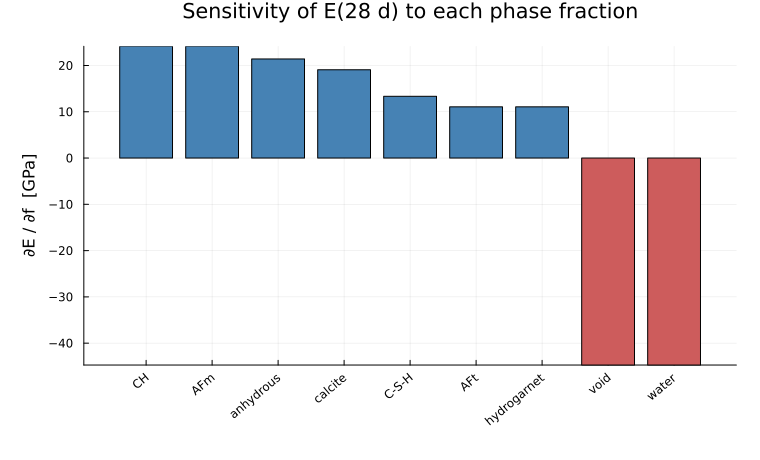 Sensitivity of E(28 d) to each phase fraction
∂E / ∂f [GPa]
20
10
0
−10
−20
−30
−40
CH
AFm
anhydrous
calcite
C-S-H
AFt
hydrogarnet
void
water